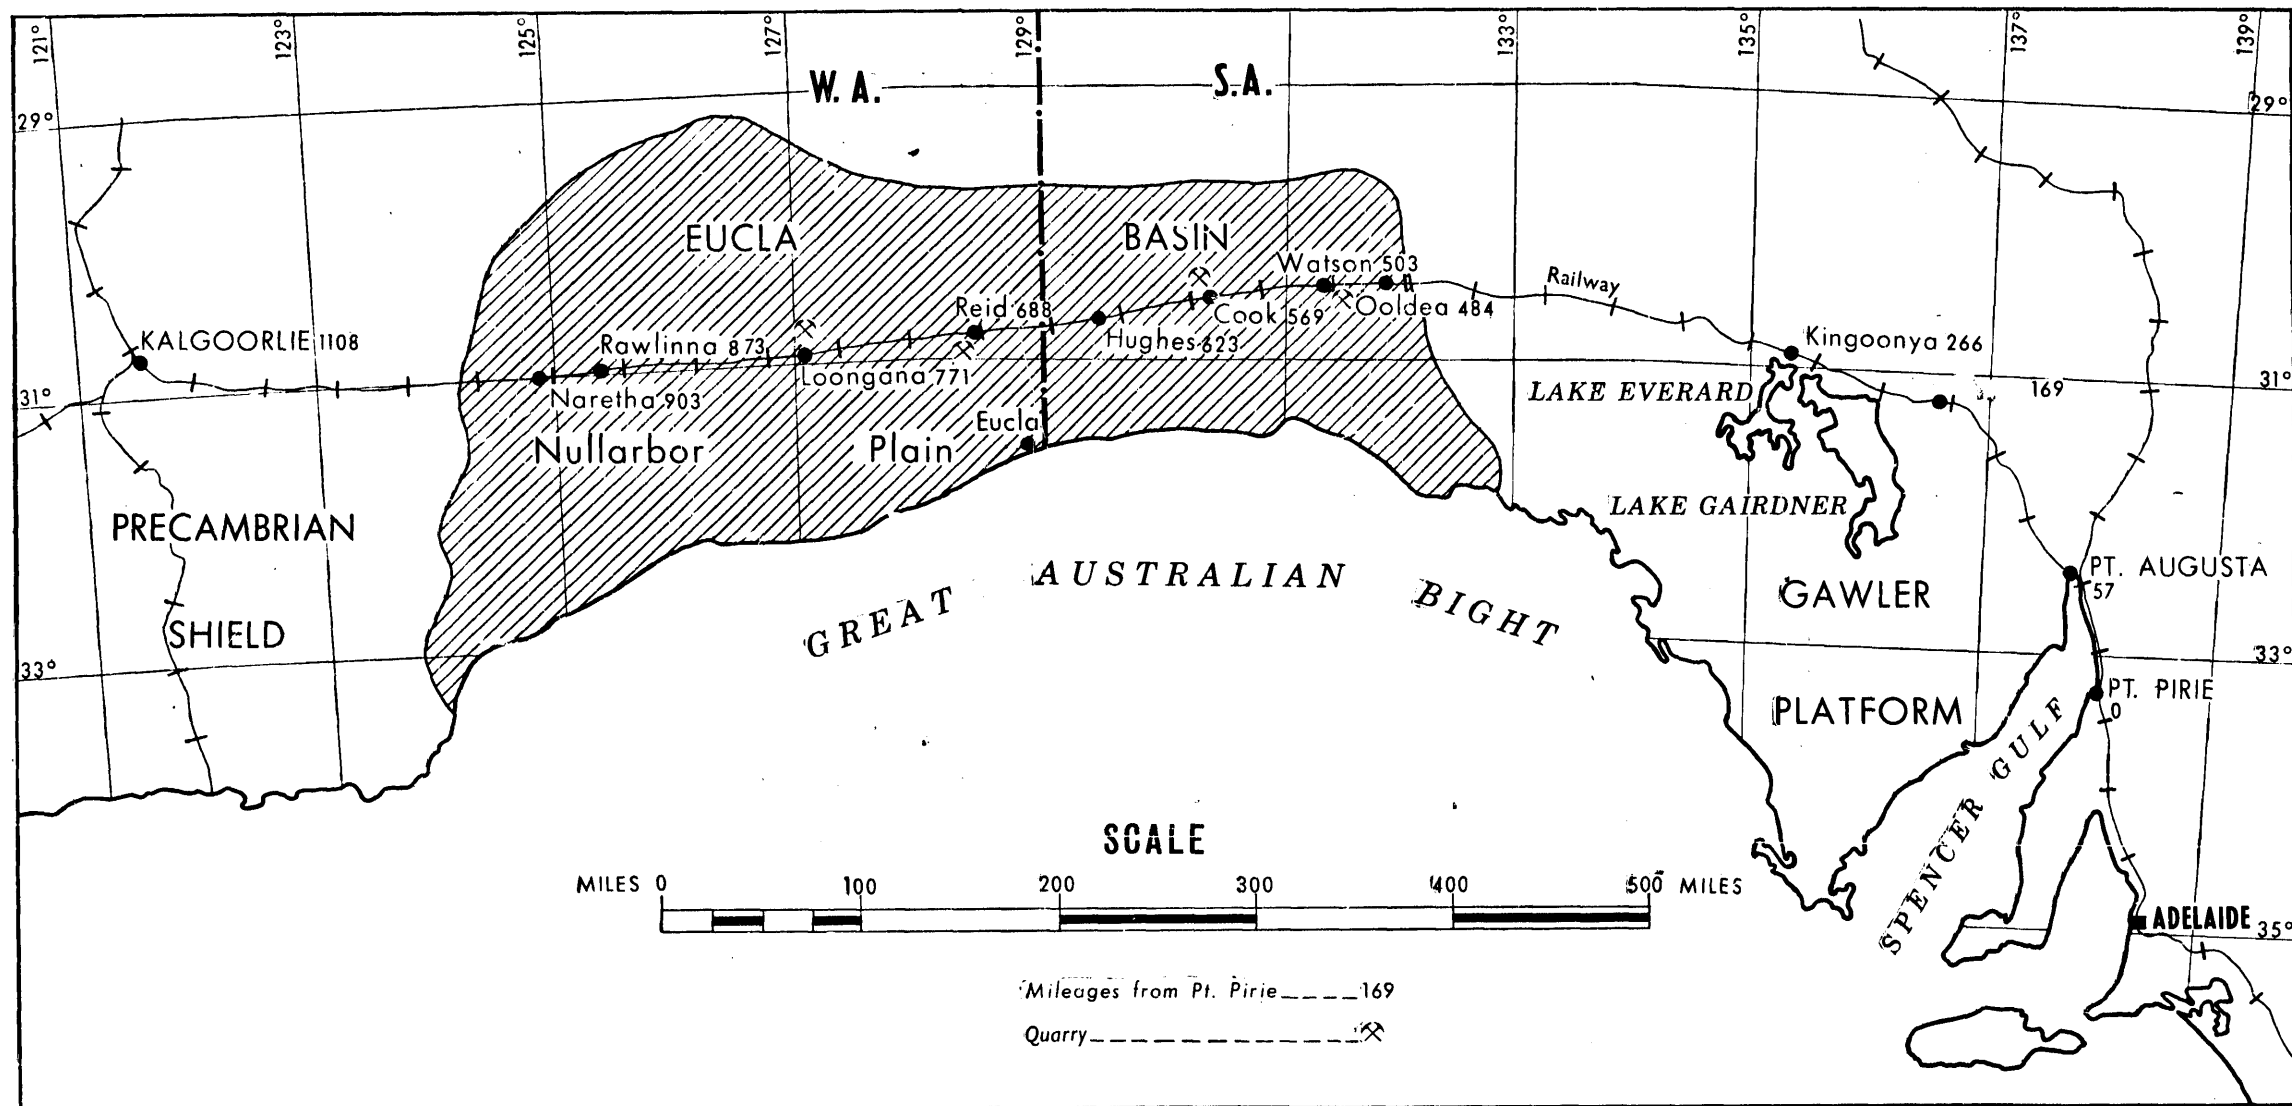 121°
123°
125°
127°
129°
133°
135°
137°
139°
W. A.
S.A.
29°
29°
EUCLA
BASIN
Watson 503
Railway
Reid 688
Ooldea 484
Cook 569
KALGOORLIE 1108
Rawlinna 873
Hughes 623
Kingoonya 266
Loongana 771
31°
31°
169
Naretha 903
LAKE EVERARD
Eucla
Nullarbor
Plain
LAKE GAIRDNER
PRECAMBRIAN
SHIELD
PT. AUGUSTA
57
GREAT AUSTRALIAN BIGHT
GAWLER
PLATFORM
33°
33°
PT. PIRIE
0
SPENCER GULF
SCALE
MILES 0 100 200 300 400 500 MILES
ADELAIDE
35°
Mileages from Pt. Pirie____169
Quarry